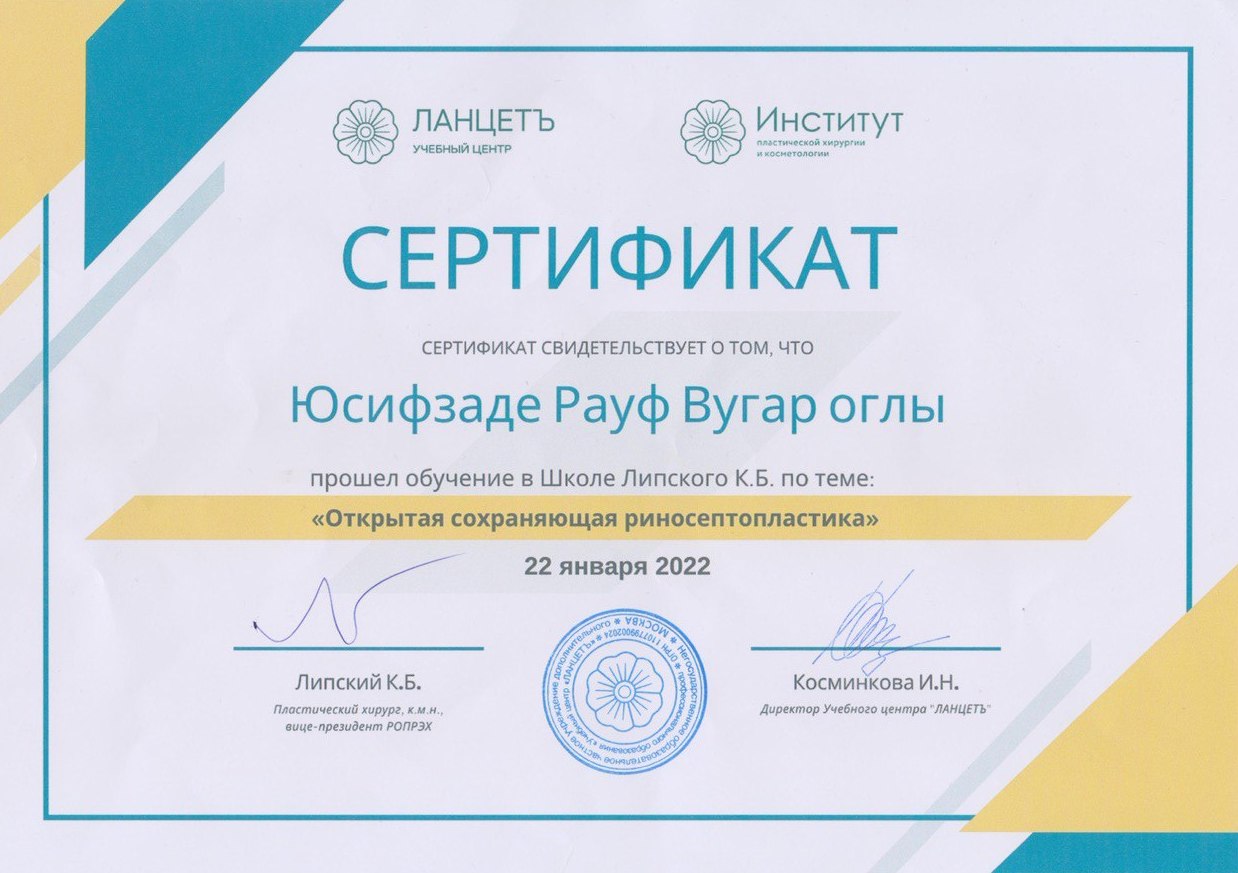 ЛАНЦЕТЪ
УЧЕБНЫЙ ЦЕНТР
Институт
пластической хирургии
и косметологии
СЕРТИФИКАТ
СЕРТИФИКАТ СВИДЕТЕЛЬСТВУЕТ О ТОМ, ЧТО
Юсифзаде Рауф Вугар оглы
прошел обучение в Школе Липского К.Б. по теме:
«Открытая сохраняющая риносептопластика»
22 января 2022
Липский К.Б.
Пластический хирург, к.м.н.,
вице-президент РОПРЭХ
Негосударственное образовательное частное учреждение дополнительного * МОСКВА *
профессионального образования «Учебный центр «ЛАНЦЕТЪ» * ОГРН 1107799002024 *
Косминкова И.Н.
Директор Учебного центра "ЛАНЦЕТЪ"